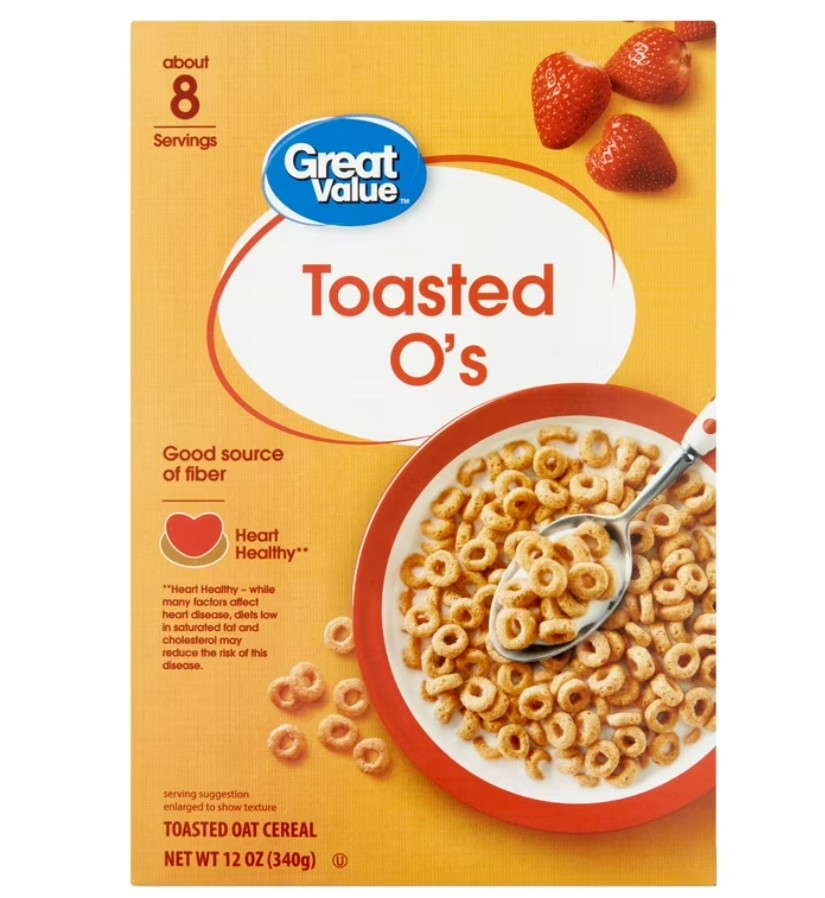 about
8
Servings
Great
Value™
Toasted
O's
Good source
of fiber
Heart
Healthy**
**Heart Healthy – while
many factors affect
heart disease, diets low
in saturated fat and
cholesterol may
reduce the risk of this
disease.
serving suggestion
enlarged to show texture
TOASTED OAT CEREAL
NET WT 12 OZ (340g) Ⓤ